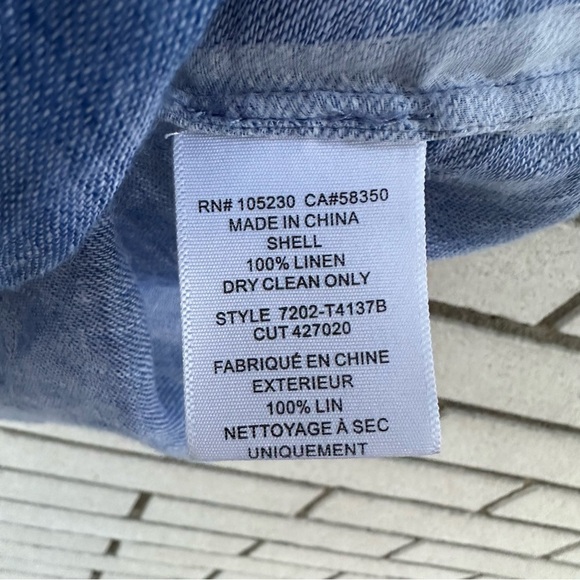 RN# 105230 CA#58350
MADE IN CHINA
SHELL
100% LINEN
DRY CLEAN ONLY
STYLE 7202-T4137B
CUT 427020
FABRIQUÉ EN CHINE
EXTERIEUR
100% LIN
NETTOYAGE À SEC
UNIQUEMENT